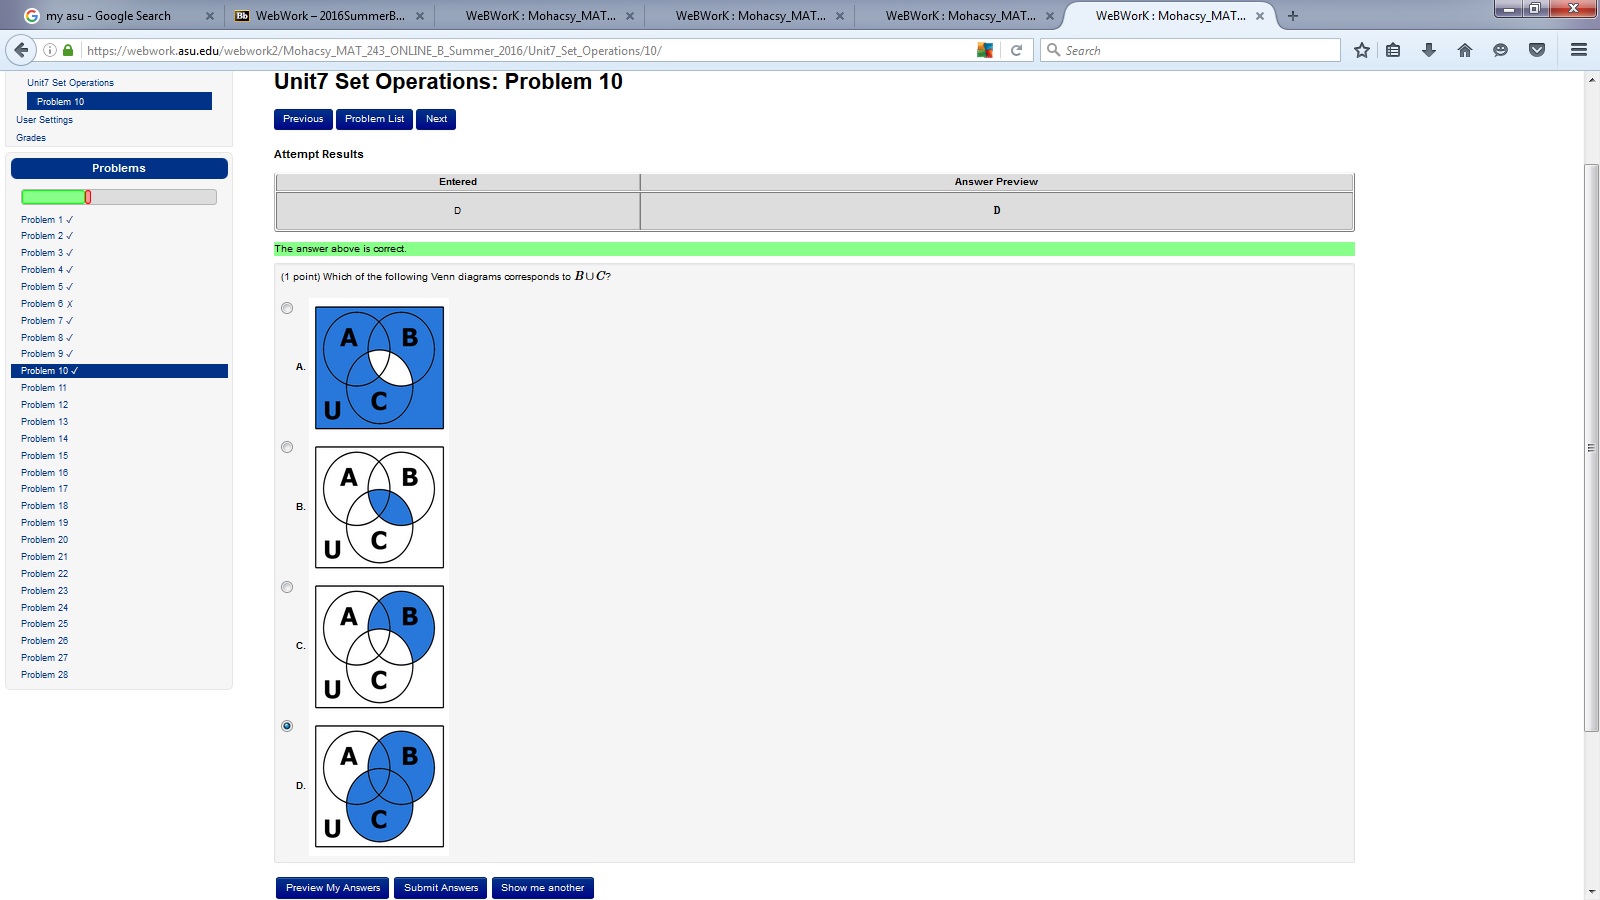 my asu - Google Search
WebWork – 2016SummerB...
WeBWorK : Mohacsy_MAT...
WeBWorK : Mohacsy_MAT...
WeBWorK : Mohacsy_MAT...
WeBWorK : Mohacsy_MAT...
https://webwork.asu.edu/webwork2/Mohacsy_MAT_243_ONLINE_B_Summer_2016/Unit7_Set_Operations/10/
Search
Unit7 Set Operations
Problem 10
User Settings
Grades
Problems
Problem 1 ✓
Problem 2 ✓
Problem 3 ✓
Problem 4 ✓
Problem 5 ✓
Problem 6 ✗
Problem 7 ✓
Problem 8 ✓
Problem 9 ✓
Problem 10 ✓
Problem 11
Problem 12
Problem 13
Problem 14
Problem 15
Problem 16
Problem 17
Problem 18
Problem 19
Problem 20
Problem 21
Problem 22
Problem 23
Problem 24
Problem 25
Problem 26
Problem 27
Problem 28
Unit7 Set Operations: Problem 10
Previous Problem List Next
Attempt Results
Entered Answer Preview
D D
The answer above is correct.
(1 point) Which of the following Venn diagrams corresponds to B ∪ C?
A.
A B
C
U
B.
A B
C
U
C.
A B
C
U
D.
A B
C
U
Preview My Answers Submit Answers Show me another